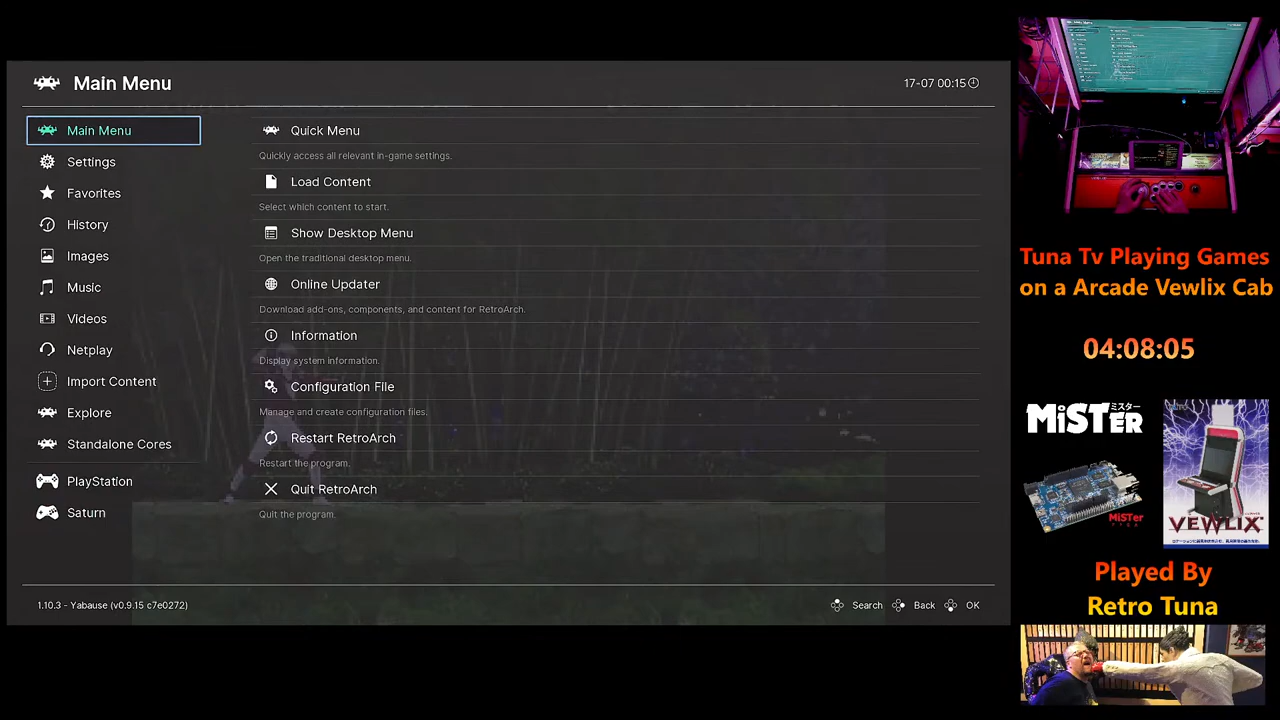 Main Menu
17-07 00:15
Main Menu
Settings
Favorites
History
Images
Music
Videos
Netplay
Import Content
Explore
Standalone Cores
PlayStation
Saturn
Quick Menu
Quickly access all relevant in-game settings.
Load Content
Select which content to start.
Show Desktop Menu
Open the traditional desktop menu.
Online Updater
Download add-ons, components, and content for RetroArch.
Information
Display system information.
Configuration File
Manage and create configuration files.
Restart RetroArch
Restart the program.
Quit RetroArch
Quit the program.
1.10.3 - Yabause (v0.9.15 c7e0272)
Search
Back
OK
Tuna Tv Playing Games
on a Arcade Vewlix Cab
04:08:05
MiSTer
ミスター
MiSTer
VEWLIX
Played By
Retro Tuna